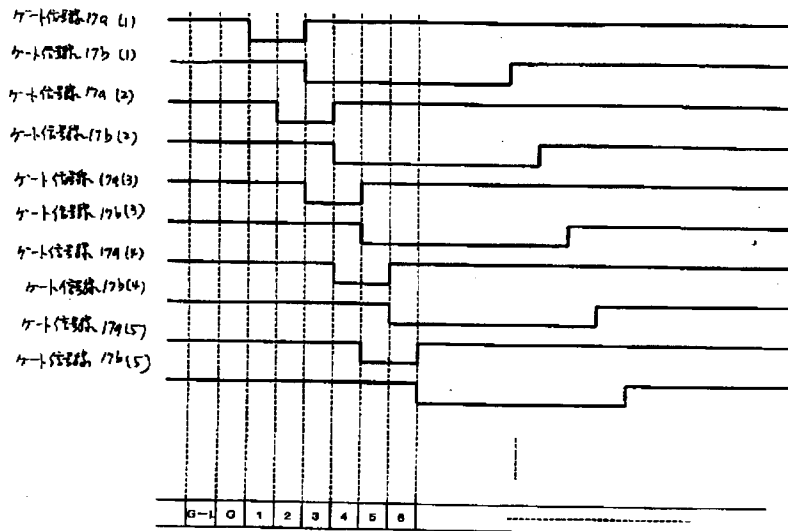 ゲート信号線17a (1)
ゲート信号線17b (1)
ゲート信号線17a (2)
ゲート信号線17b (2)
ゲート信号線17a (3)
ゲート信号線17b (3)
ゲート信号線17a (4)
ゲート信号線17b (4)
ゲート信号線17a (5)
ゲート信号線17b (5)
G-L G 1 2 3 4 5 6